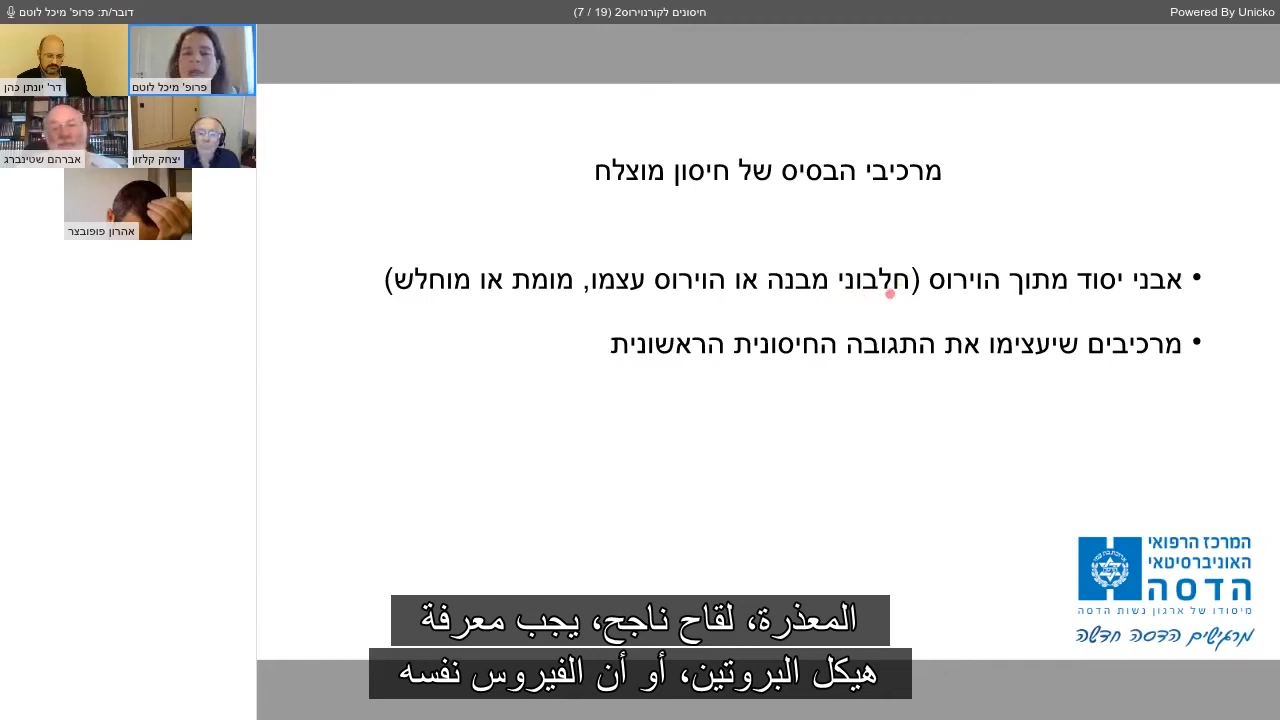 דובר/ת: פרופ' מיכל לוטם
חיסונים לקורנוירוס2 (7 / 19)
Powered By Unicko
דר' יונתן כהן
פרופ' מיכל לוטם
אברהם שטינברג
יצחק קלזון
אהרון פופובצר
מרכיבי הבסיס של חיסון מוצלח
• אבני יסוד מתוך הוירוס (חלבוני מבנה או הוירוס עצמו, מומת או מוחלש)
• מרכיבים שיעצימו את התגובה החיסונית הראשונית
המרכז הרפואי
האוניברסיטאי
הדסה
מיסודו של ארגון נשות הדסה
מרגישים הדסה חדשה
المعذرة، لقاح ناجح، يجب معرفة
هيكل البروتين، أو أن الفيروس نفسه